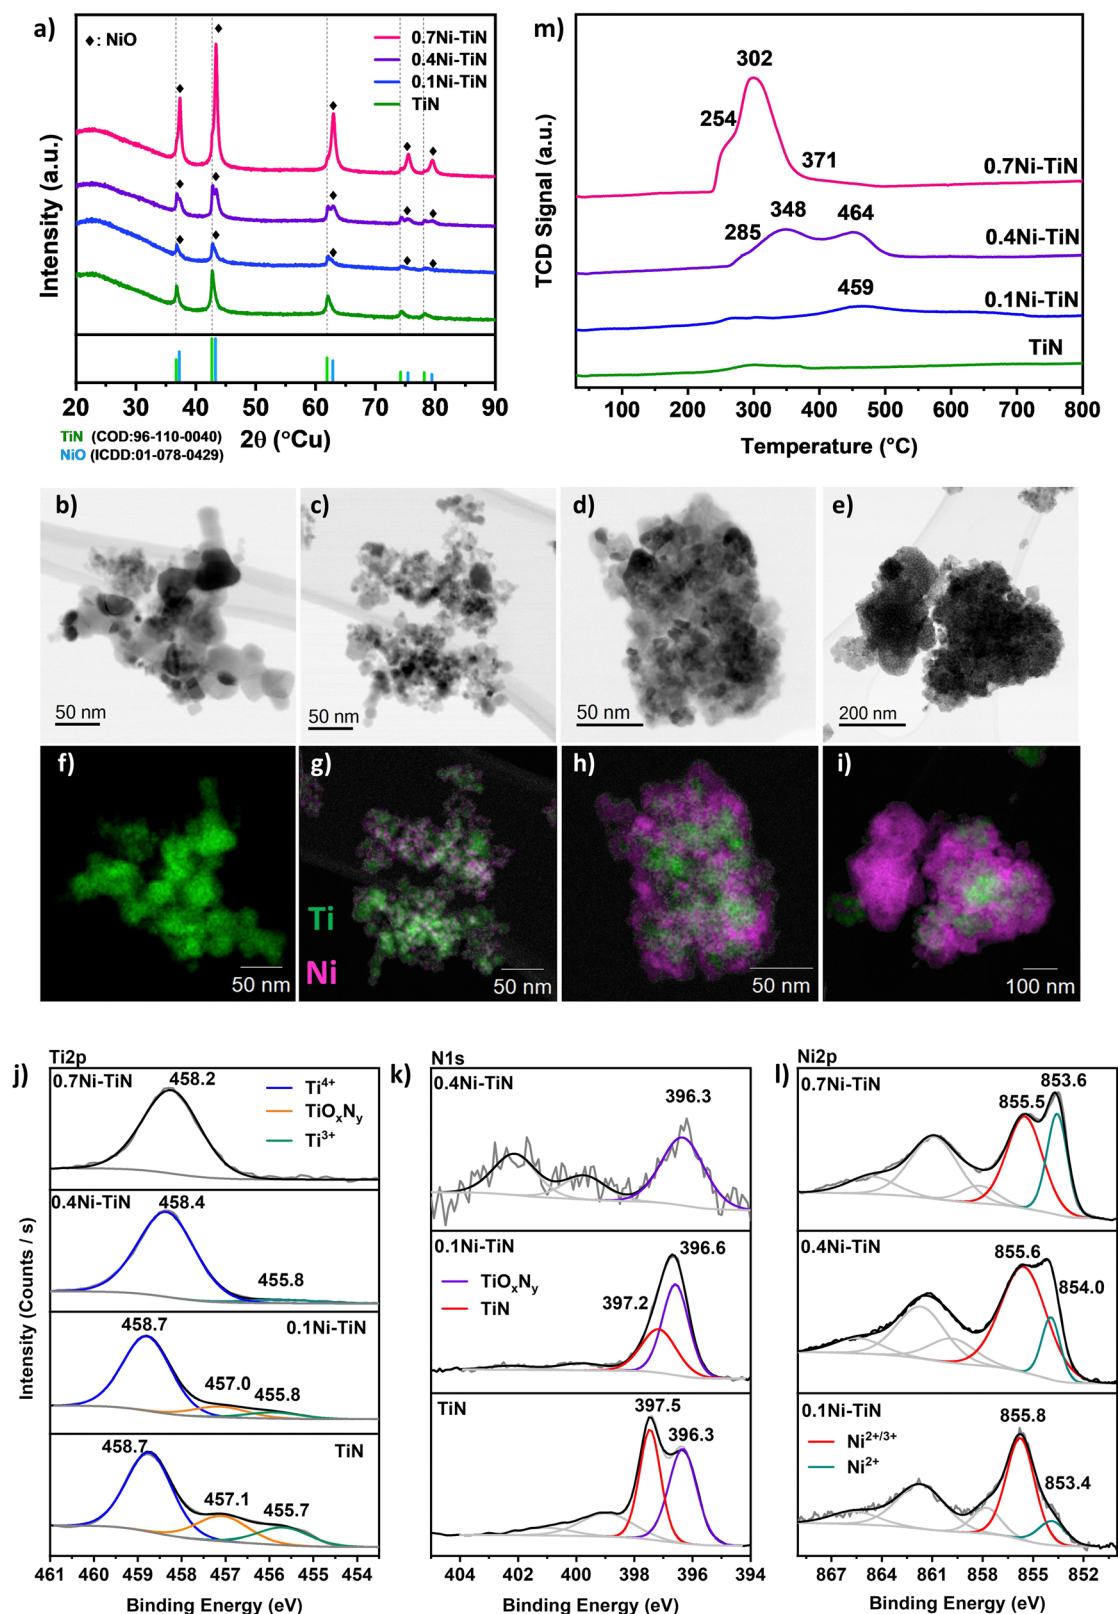 a)
◆: NiO
0.7Ni-TiN
0.4Ni-TiN
0.1Ni-TiN
TiN
Intensity (a.u.)
20 30 40 50 60 70 80 90
2θ (°Cu)
TiN (COD:96-110-0040)
NiO (ICDD:01-078-0429)
m)
302
254
371
0.7Ni-TiN
285
348
464
0.4Ni-TiN
459
0.1Ni-TiN
TiN
TCD Signal (a.u.)
100 200 300 400 500 600 700 800
Temperature (°C)
b)
50 nm
c)
50 nm
d)
50 nm
e)
200 nm
f)
50 nm
g)
Ti
Ni
50 nm
h)
50 nm
i)
100 nm
j)
Ti2p
0.7Ni-TiN
458.2
Ti4+
TiOxNy
Ti3+
0.4Ni-TiN
458.4
455.8
0.1Ni-TiN
458.7
457.0
455.8
TiN
458.7
457.1
455.7
Intensity (Counts / s)
461 460 459 458 457 456 455 454
Binding Energy (eV)
k)
N1s
0.4Ni-TiN
396.3
0.1Ni-TiN
396.6
TiOxNy
TiN
397.2
TiN
397.5
396.3
404 402 400 398 396 394
Binding Energy (eV)
l)
Ni2p
0.7Ni-TiN
853.6
855.5
0.4Ni-TiN
855.6
854.0
0.1Ni-TiN
855.8
Ni2+/3+
Ni2+
853.4
867 864 861 858 855 852
Binding Energy (eV)